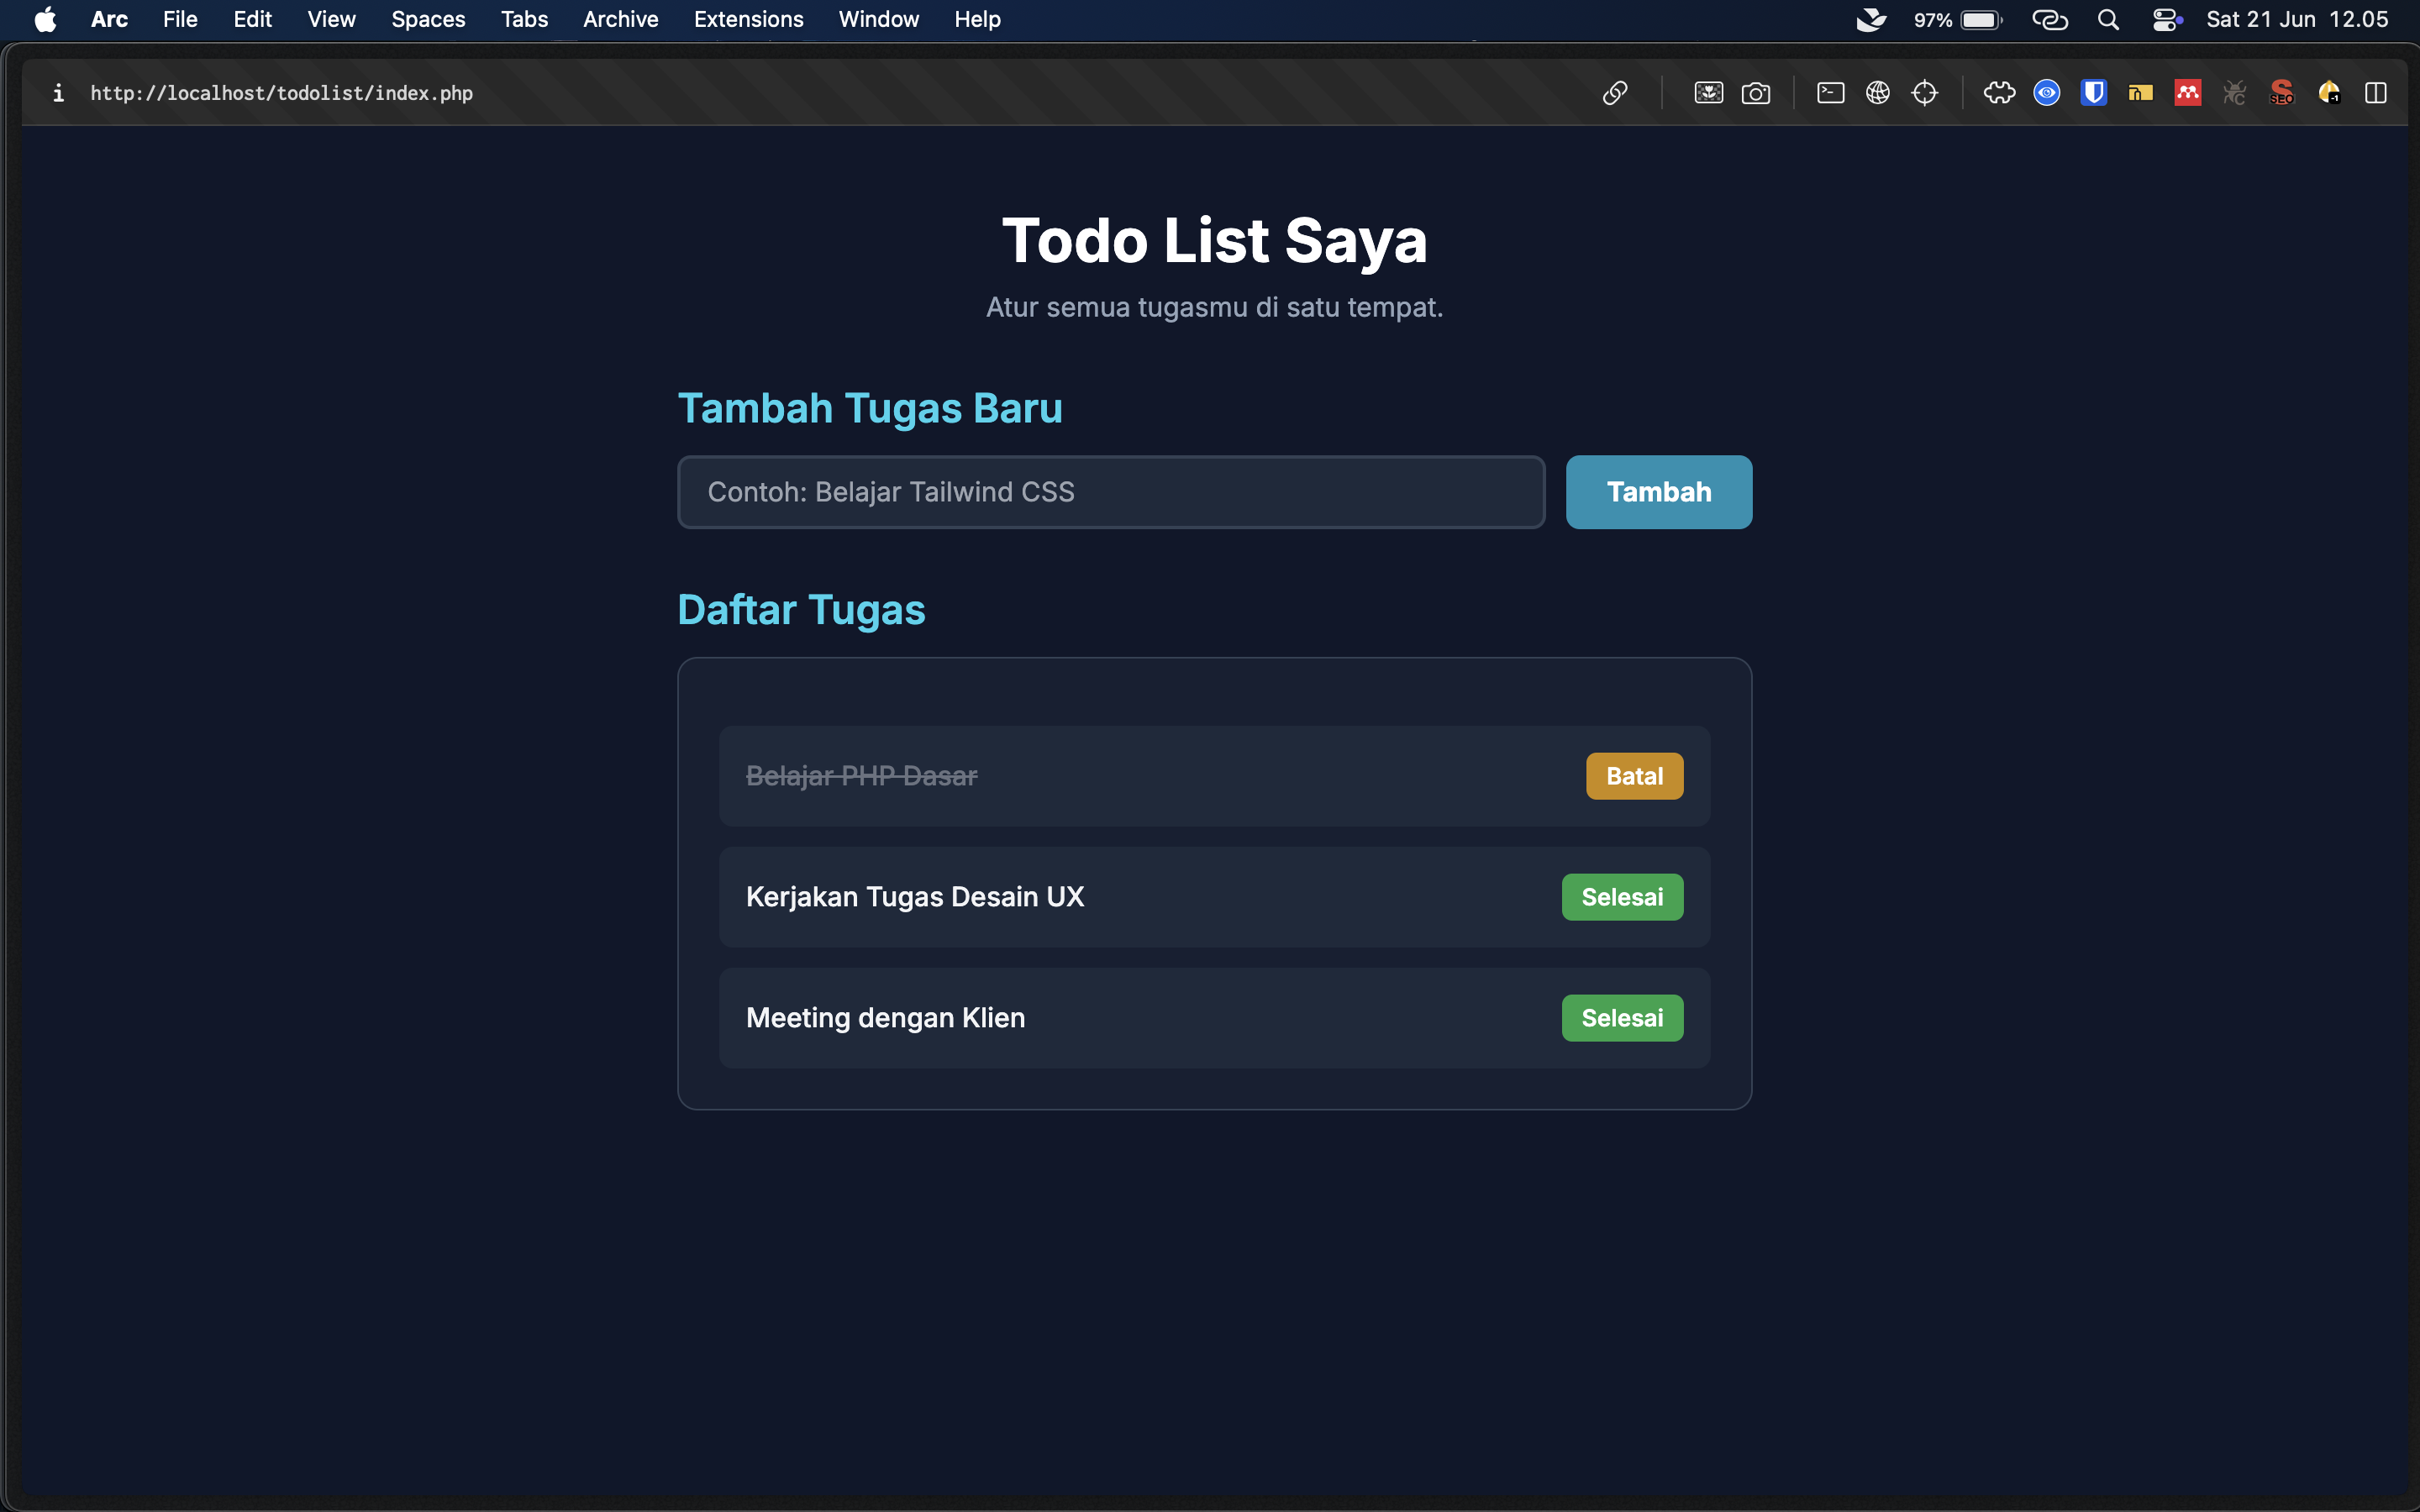 Arc File Edit View Spaces Tabs Archive Extensions Window Help 97% Sat 21 Jun 12.05
http://localhost/todolist/index.php
SEO
-1
Todo List Saya
Atur semua tugasmu di satu tempat.
Tambah Tugas Baru
Contoh: Belajar Tailwind CSS
Tambah
Daftar Tugas
Belajar PHP Dasar
Batal
Kerjakan Tugas Desain UX
Selesai
Meeting dengan Klien
Selesai